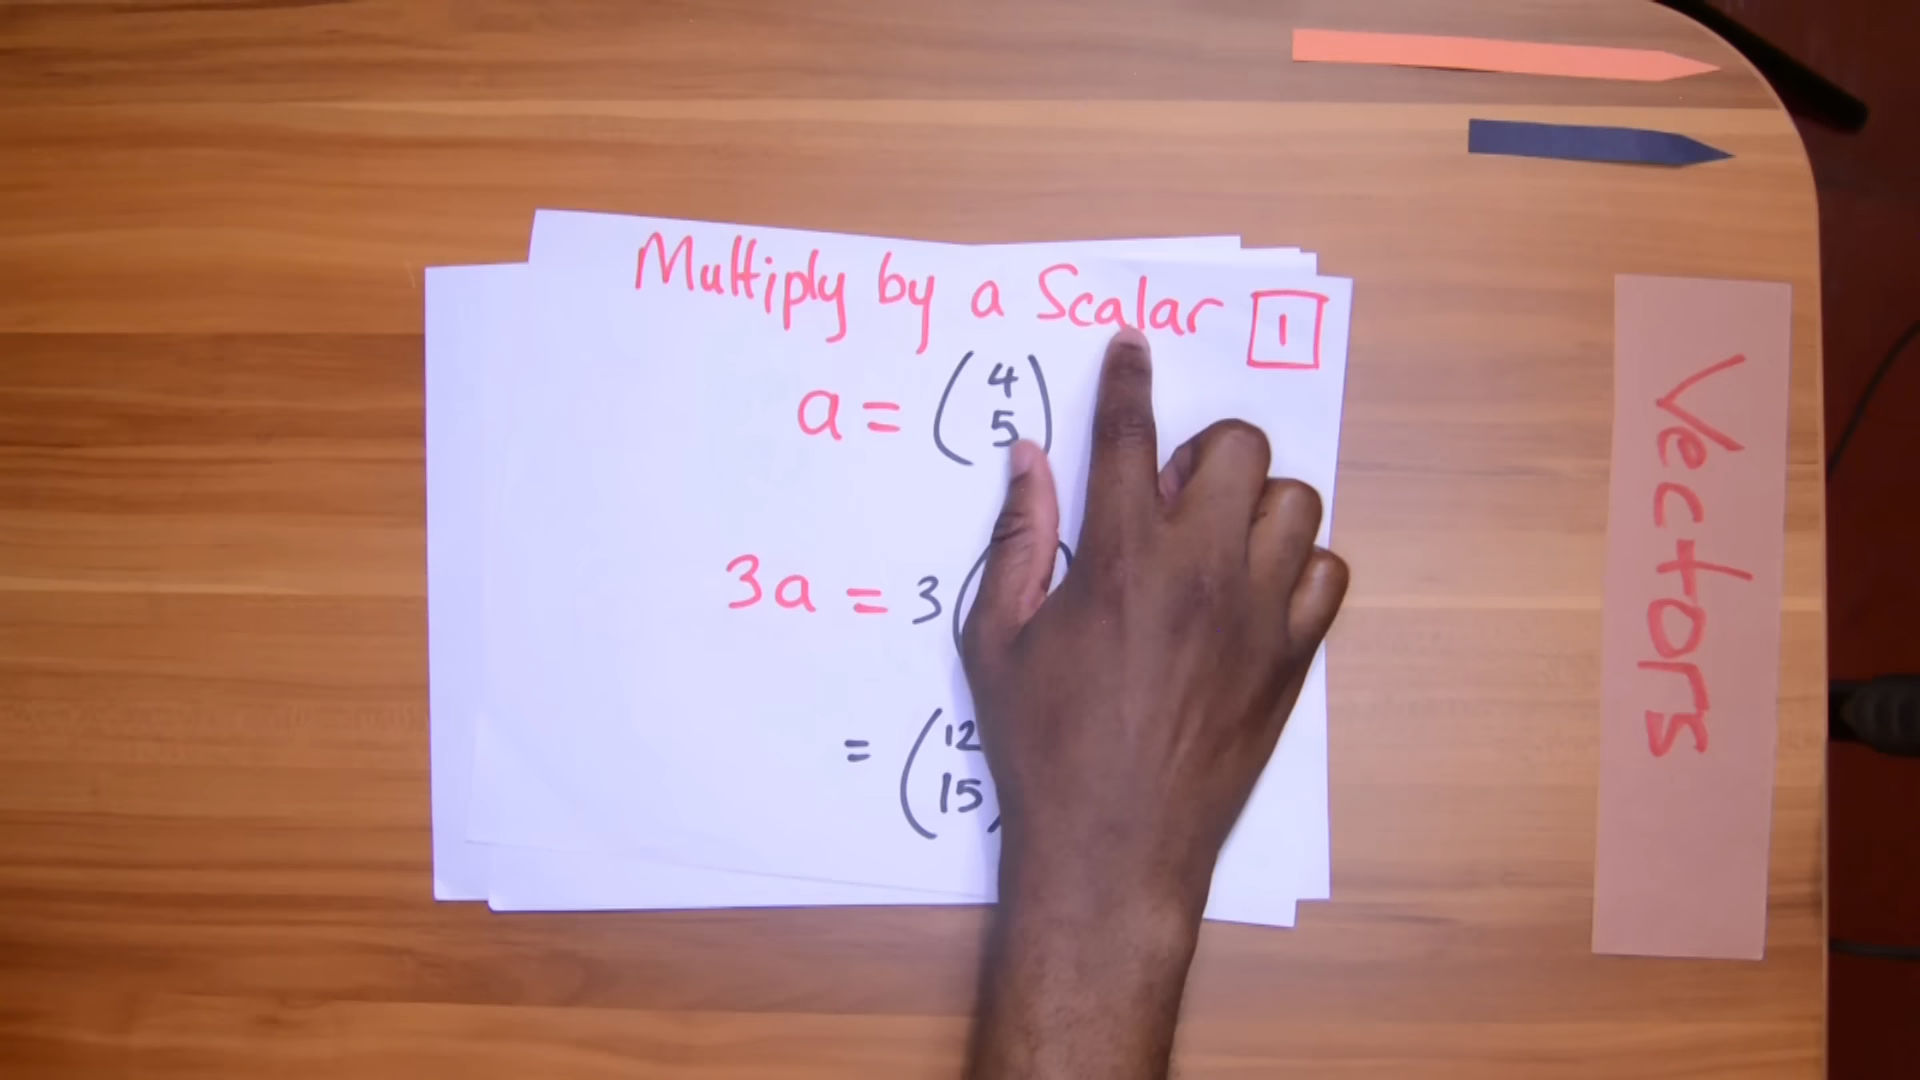 Multiply by a Scalar 1
a = ( 4
5 )
3a = 3 (
= ( 12
15 )
Vectors